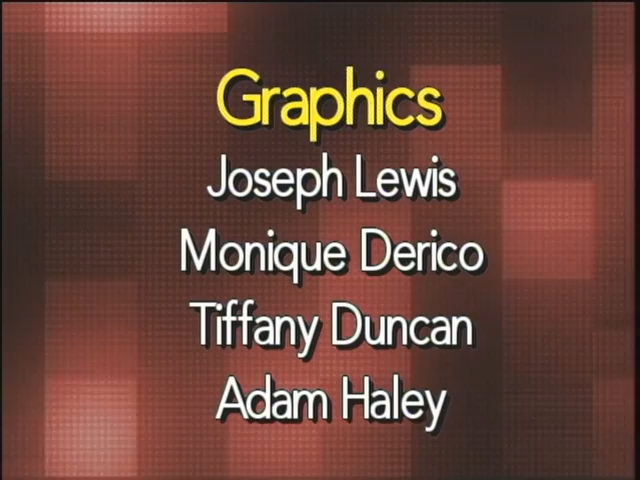 Graphics
Joseph Lewis
Monique Derico
Tiffany Duncan
Adam Haley